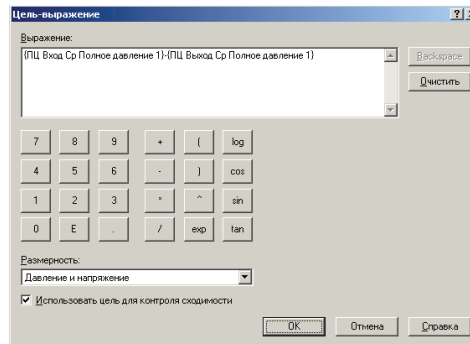 Цель-выражение
Выражение:
{ПЦ Вход Ср Полное давление 1}-{ПЦ Выход Ср Полное давление 1}
Backspace
Очистить
7 8 9 + ( log
4 5 6 - ) cos
1 2 3 * ^ sin
0 E . / exp tan
Размерность:
Давление и напряжение
Использовать цель для контроля сходимости
OK Отмена Справка